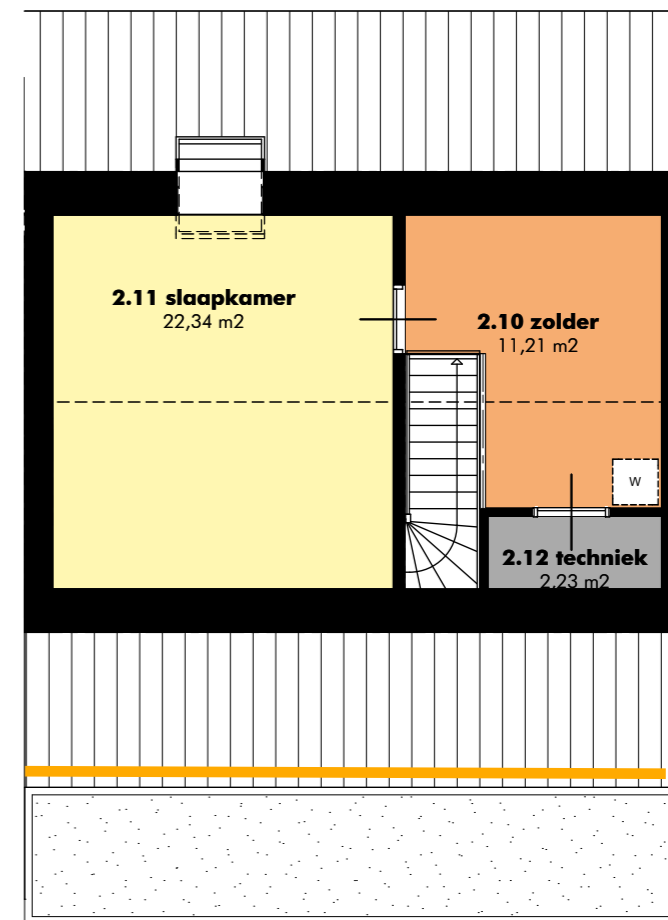 2.11 slaapkamer
22,34 m2
2.10 zolder
11,21 m2
w
2.12 techniek
2,23 m2